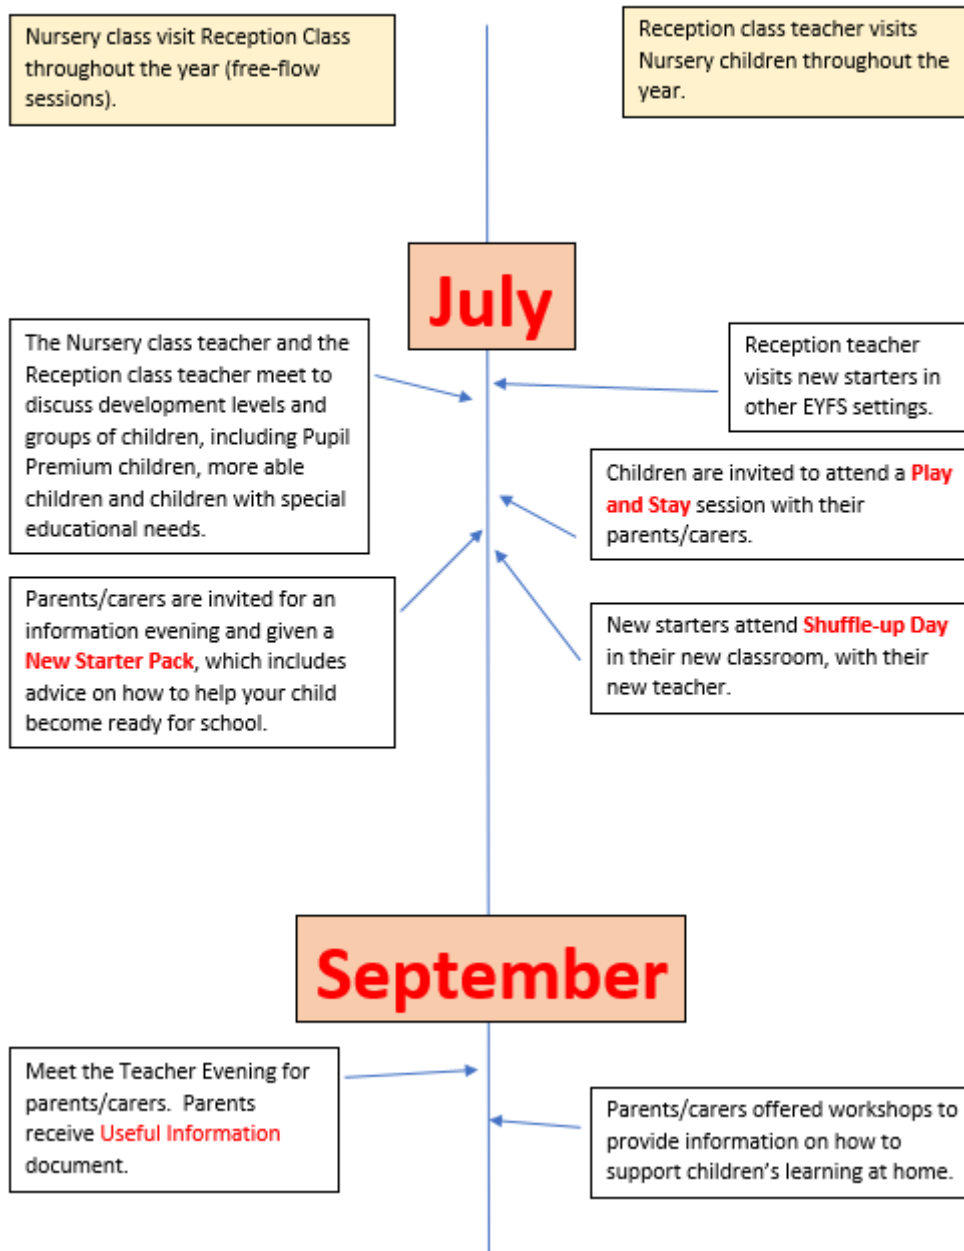 Nursery class visit Reception Class
throughout the year (free-flow
sessions).
Reception class teacher visits
Nursery children throughout the
year.
July
The Nursery class teacher and the
Reception class teacher meet to
discuss development levels and
groups of children, including Pupil
Premium children, more able
children and children with special
educational needs.
Reception teacher
visits new starters in
other EYFS settings.
Children are invited to attend a Play
and Stay session with their
parents/carers.
Parents/carers are invited for an
information evening and given a
New Starter Pack, which includes
advice on how to help your child
become ready for school.
New starters attend Shuffle-up Day
in their new classroom, with their
new teacher.
September
Meet the Teacher Evening for
parents/carers.  Parents
receive Useful Information
document.
Parents/carers offered workshops to
provide information on how to
support children’s learning at home.